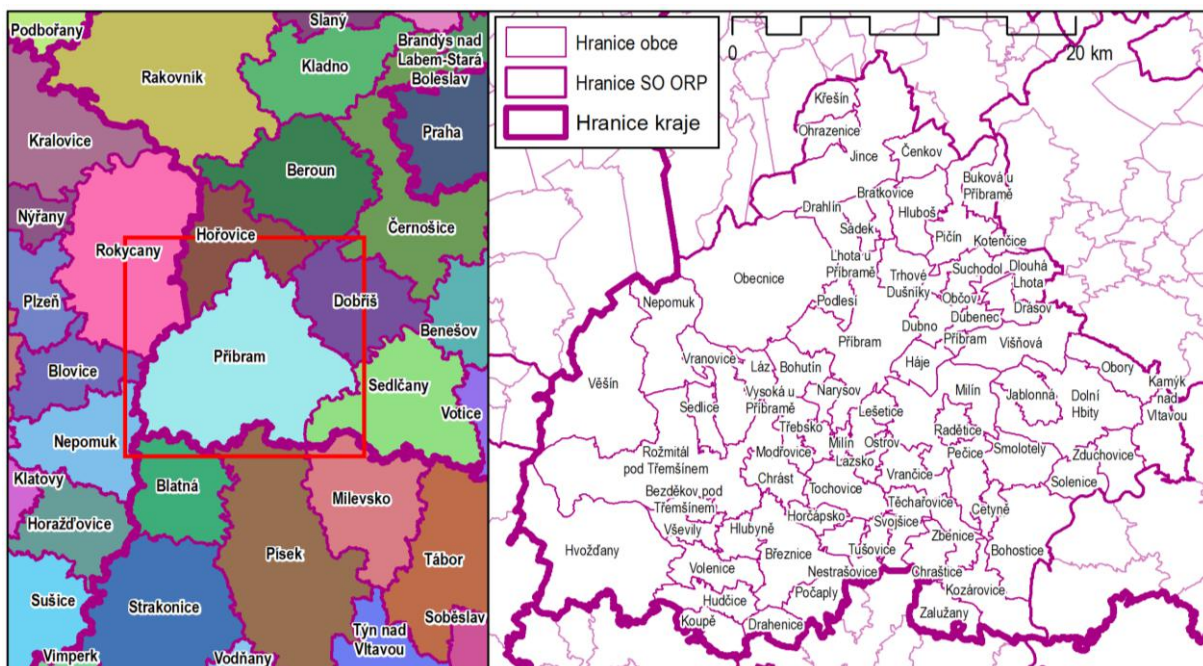 Podbořany
Slaný
Rakovník
Kladno
Brandýs nad
Labem-Stará
Boleslav
Kralovice
Praha
Beroun
Nýřany
Rokycany
Hořovice
Černošice
Plzeň
Dobříš
Benešov
Příbram
Blovice
Sedlčany
Votice
Nepomuk
Klatovy
Blatná
Milevsko
Horažďovice
Písek
Tábor
Sušice
Strakonice
Soběslav
Týn nad
Vltavou
Vimperk
Vodňany
Hranice obce
Hranice SO ORP
Hranice kraje
0
20 km
Křešín
Ohrazenice
Jince
Čenkov
Buková u
Příbramě
Bratkovice
Drahlín
Hluboš
Sádek
Pičín
Kotenčice
Lhota u
Příbramě
Obecnice
Trhové
Dušníky
Suchodol
Dlouhá
Lhota
Nepomuk
Podlesí
Občov
Drásov
Dubenec
Dubno
Příbram
Příbram
Višňová
Vranovice
Láz
Bohutín
Háje
Obory
Kamýk
nad
Vltavou
Věšín
Sedlice
Vysoká u
Příbramě
Narysov
Milín
Jablonná
Dolní
Hbity
Lešetice
Třebsko
Radětice
Milín
Ostrov
Rožmitál
pod Třemšínem
Modřovice
Lazsko
Pečice
Smolotely
Zduchovice
Chrást
Vrančice
Solenice
Bezděkov pod
Třemšínem
Tochovice
Těchařovice
Cetyně
Vševily
Hlubyně
Horčápsko
Svojšice
Zbenice
Bohostice
Hvožďany
Březnice
Tušovice
Volenice
Nestrašovice
Chraštice
Počaply
Kozárovice
Hudčice
Koupě
Drahenice
Zalužany